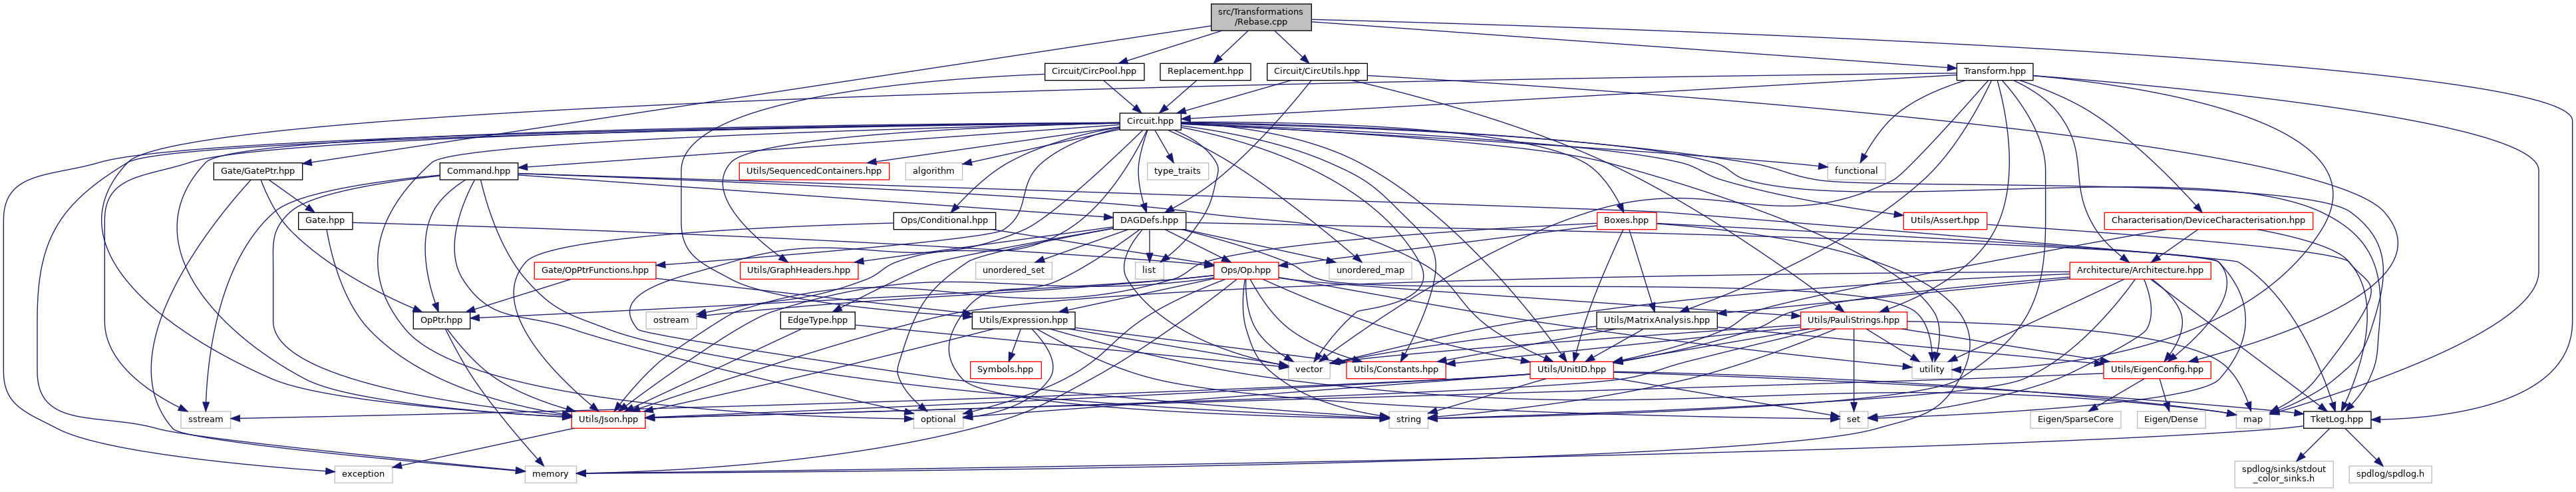 src/Transformations
/Rebase.cpp
Circuit/CircPool.hpp
Replacement.hpp
Circuit/CircUtils.hpp
Transform.hpp
Circuit.hpp
Gate/GatePtr.hpp
Command.hpp
Utils/SequencedContainers.hpp
algorithm
type_traits
functional
Gate.hpp
Ops/Conditional.hpp
DAGDefs.hpp
Boxes.hpp
Utils/Assert.hpp
Characterisation/DeviceCharacterisation.hpp
Gate/OpPtrFunctions.hpp
Utils/GraphHeaders.hpp
unordered_set
list
Ops/Op.hpp
unordered_map
Architecture/Architecture.hpp
OpPtr.hpp
ostream
EdgeType.hpp
Utils/Expression.hpp
Utils/MatrixAnalysis.hpp
Utils/PauliStrings.hpp
Symbols.hpp
vector
Utils/Constants.hpp
Utils/UnitID.hpp
utility
Utils/EigenConfig.hpp
sstream
Utils/Json.hpp
optional
string
set
Eigen/SparseCore
Eigen/Dense
map
TketLog.hpp
exception
memory
spdlog/sinks/stdout
_color_sinks.h
spdlog/spdlog.h